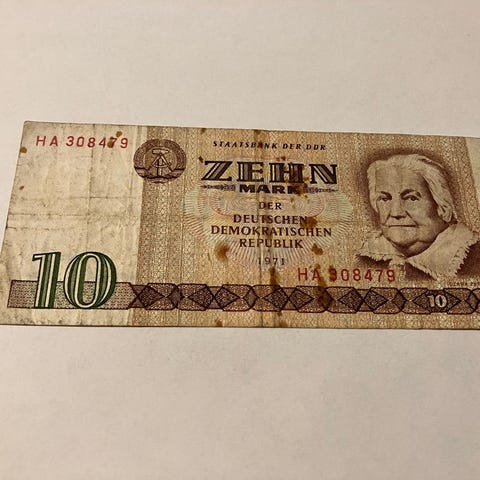 HA 308479
STAATSBANK DER DDR
ZEHN
MARK
DER
DEUTSCHEN
DEMOKRATISCHEN
REPUBLIK
1971
HA 308479
10
10